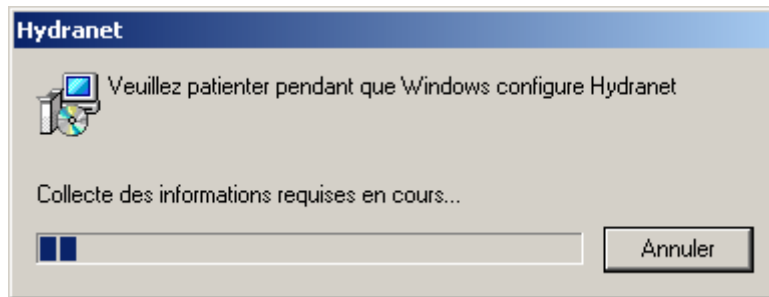 Hydranet
Veuillez patienter pendant que Windows configure Hydranet
Collecte des informations requises en cours...
Annuler